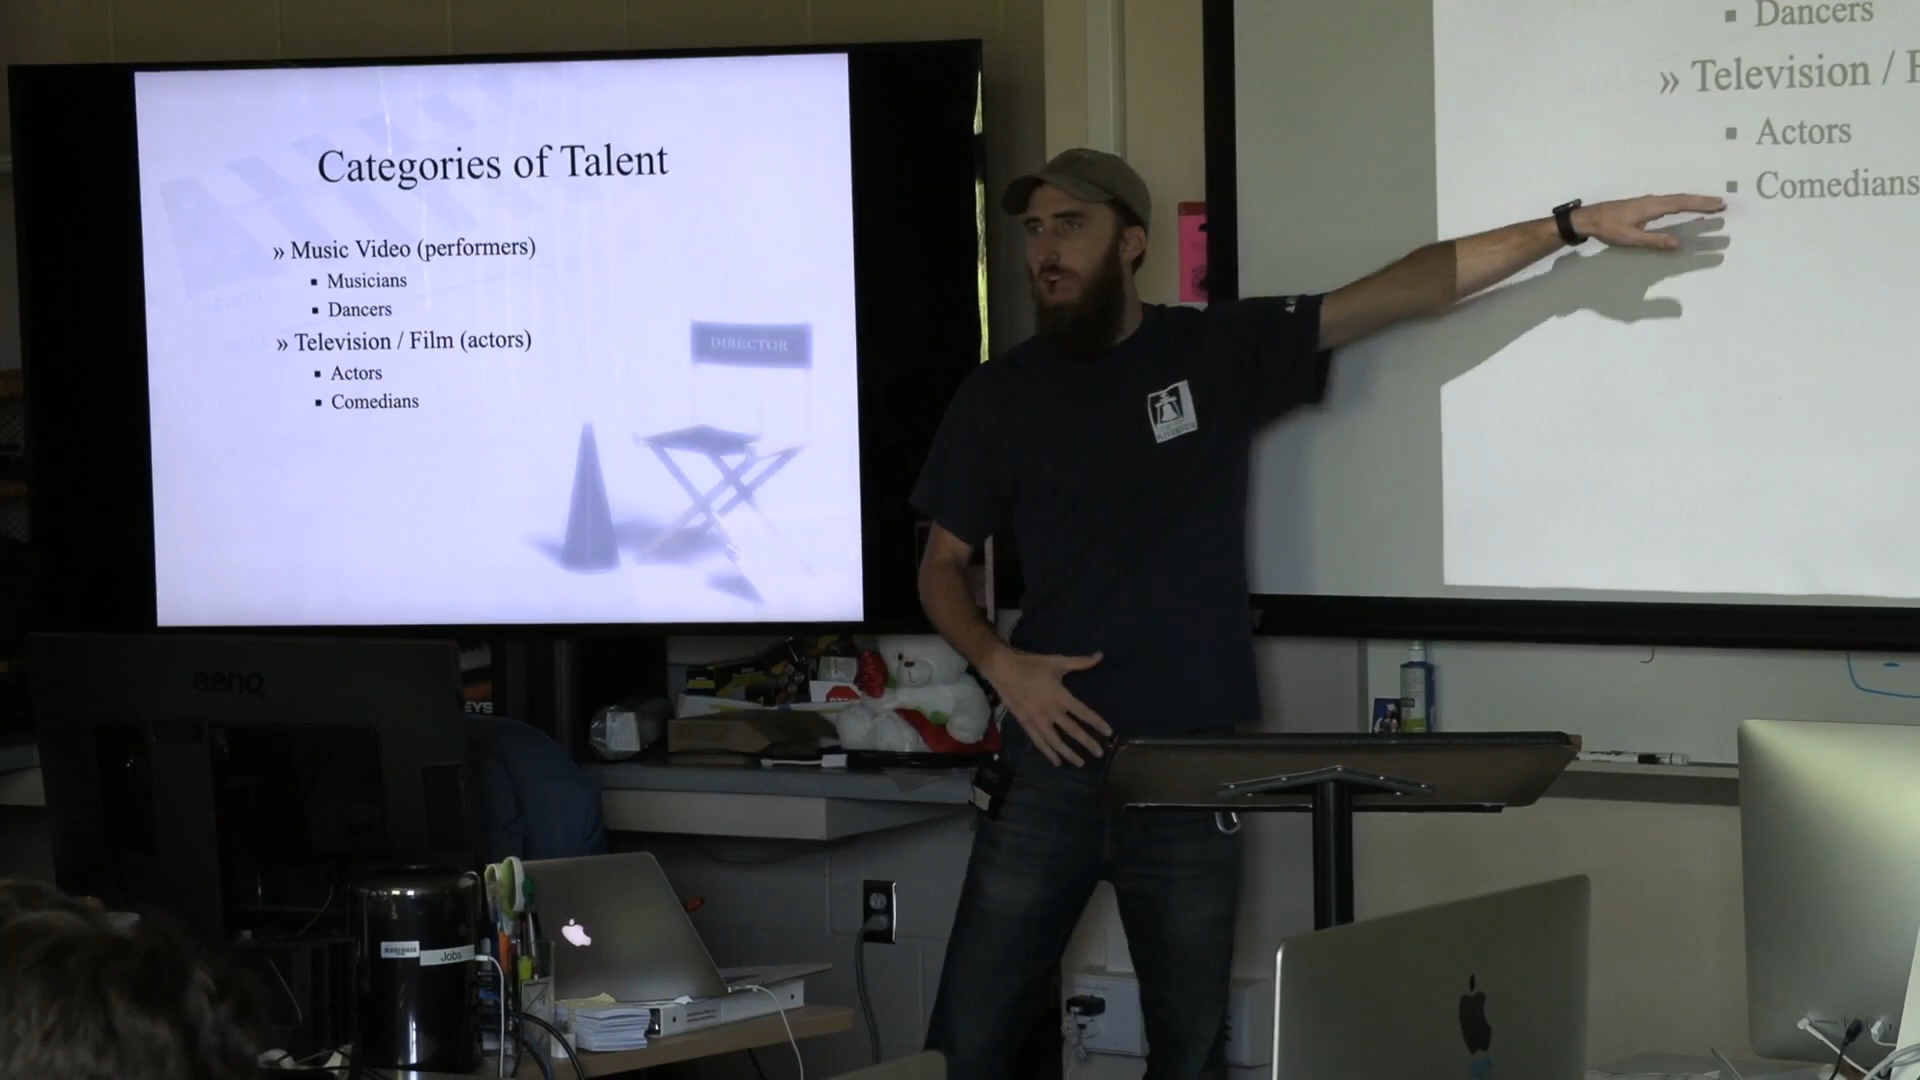 Categories of Talent
» Music Video (performers)
▪ Musicians
▪ Dancers
» Television / Film (actors)
▪ Actors
▪ Comedians
DIRECTOR
▪ Dancers
» Television / F
▪ Actors
▪ Comedians
BenQ
EYS
Jobs